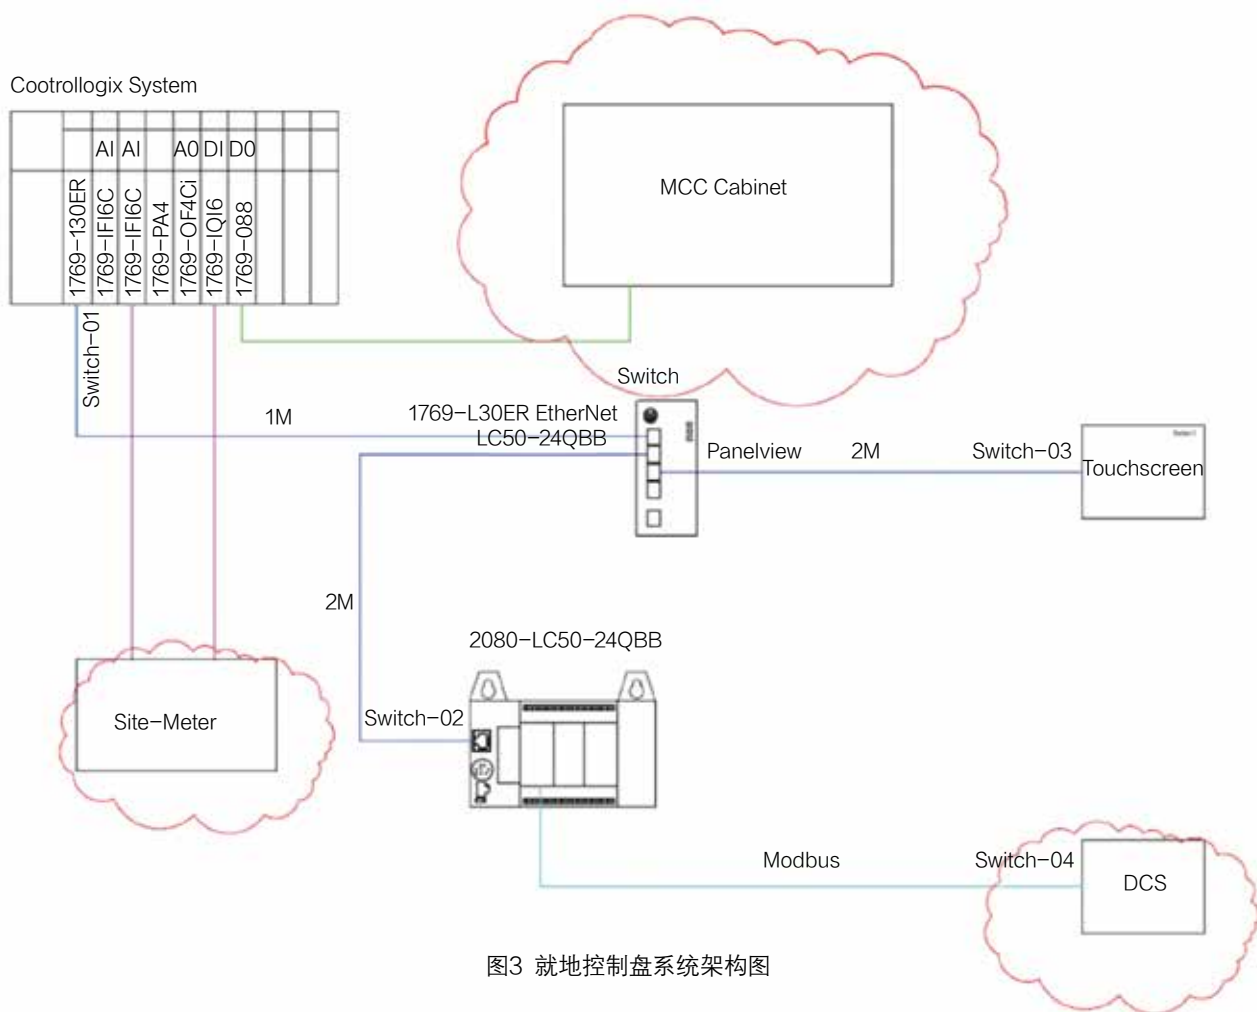 Cootrollogix System
AI AI A0 DI D0
1769-130ER
1769-IFI6C
1769-IFI6C
1769-PA4
1769-OF4Ci
1769-IQI6
1769-088
MCC Cabinet
Switch-01
Switch
1M
1769-L30ER EtherNet
LC50-24QBB
Panelview
2M
Switch-03
Touchscreen
2M
2080-LC50-24QBB
Site-Meter
Switch-02
Modbus
Switch-04
DCS
图3 就地控制盘系统架构图